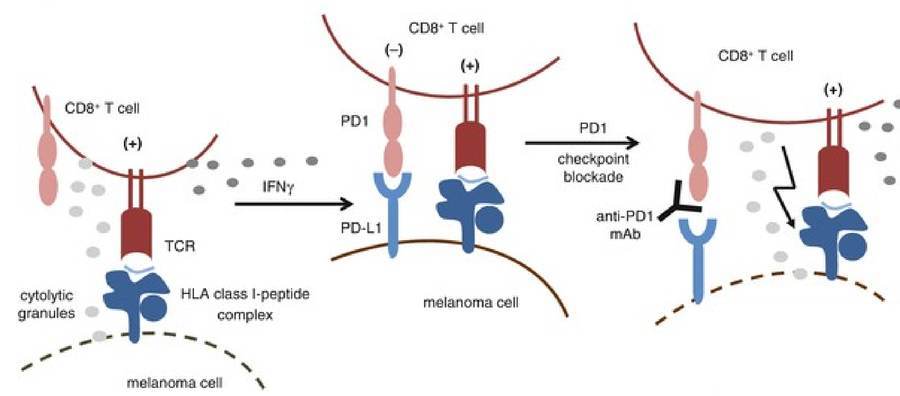 CD8⁺ T cell
(+)
TCR
cytolytic
granules
HLA class I-peptide
complex
melanoma cell
IFNγ
CD8⁺ T cell
(−)
(+)
PD1
PD-L1
melanoma cell
PD1
checkpoint
blockade
CD8⁺ T cell
(+)
anti-PD1
mAb